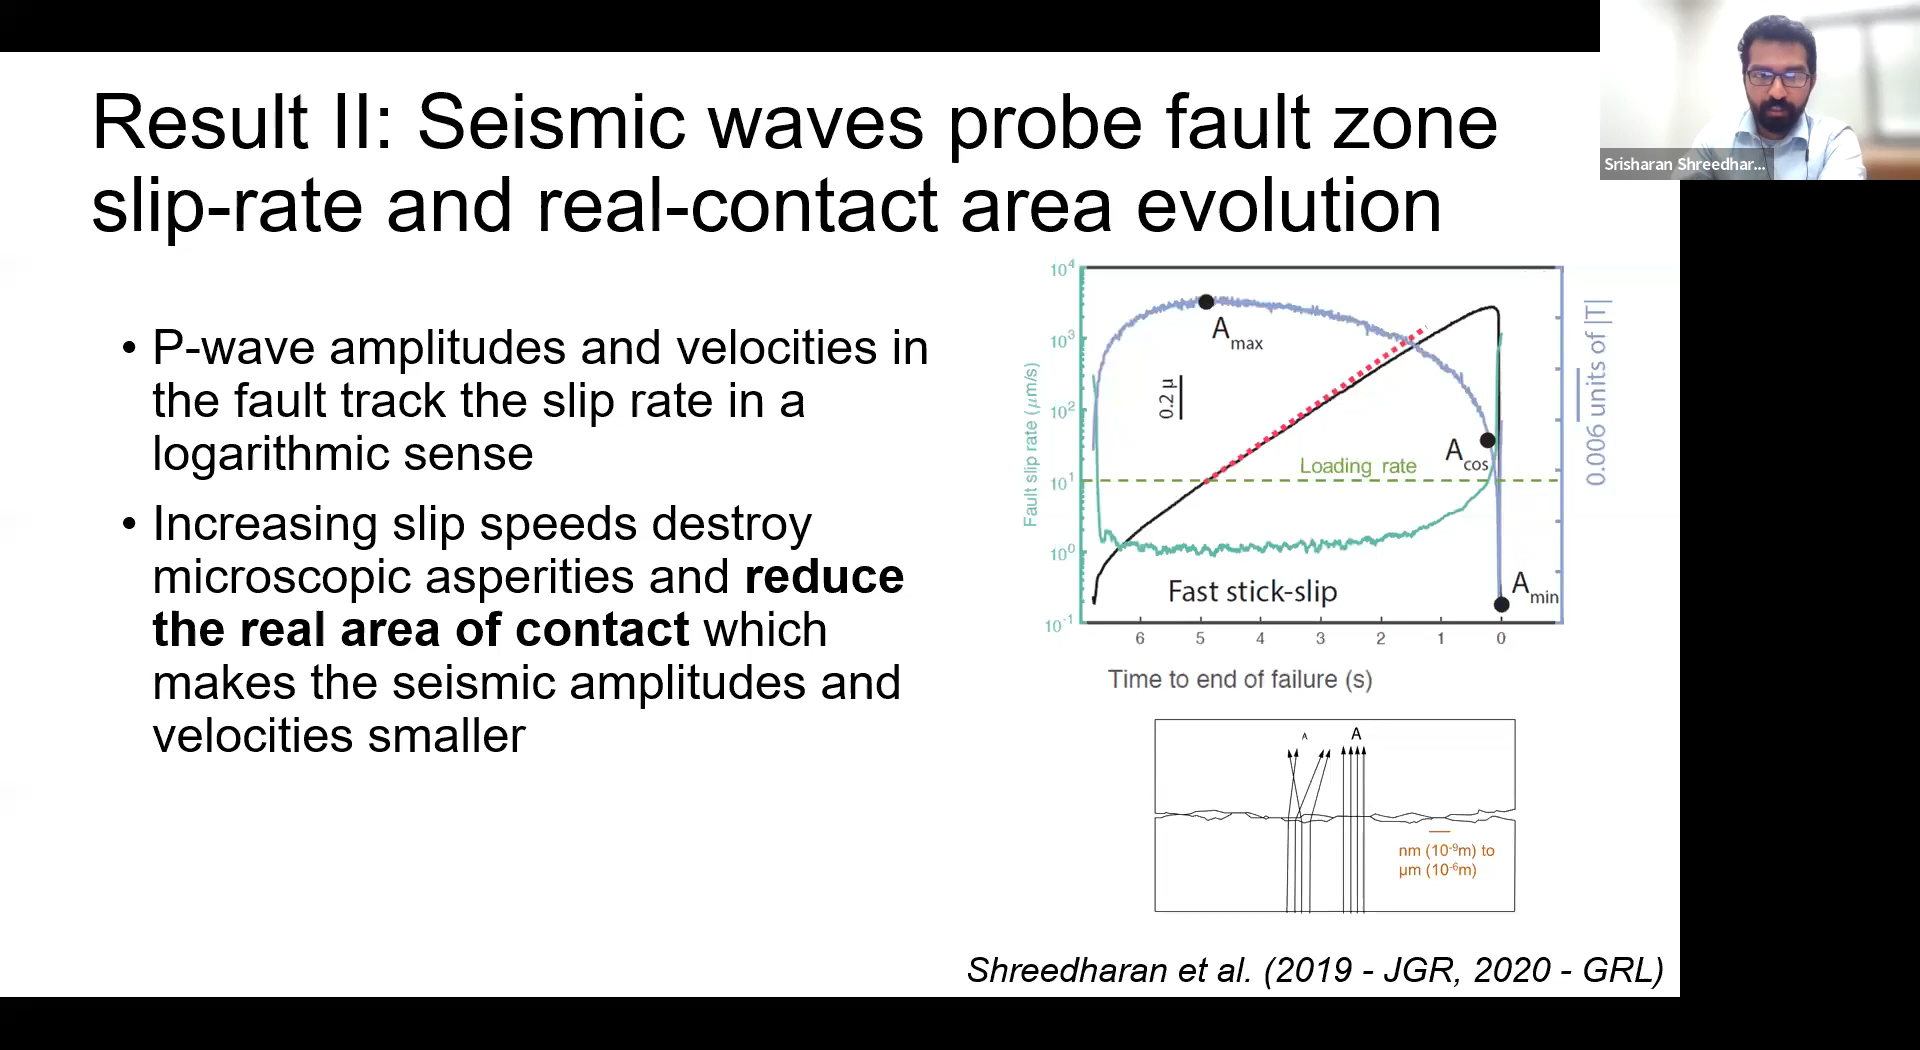 Result II: Seismic waves probe fault zone
slip-rate and real-contact area evolution
Srisharan Shreedhar...
• P-wave amplitudes and velocities in
the fault track the slip rate in a
logarithmic sense
• Increasing slip speeds destroy
microscopic asperities and reduce
the real area of contact which
makes the seismic amplitudes and
velocities smaller
Fault slip rate (μm/s)
10⁴
10³
10²
10¹
10⁰
10⁻¹
Amax
0.2 μ
Acos
Loading rate
Fast stick-slip
Amin
0.006 units of |T|
6 5 4 3 2 1 0
Time to end of failure (s)
A A
nm (10⁻⁹m) to
μm (10⁻⁶m)
Shreedharan et al. (2019 - JGR, 2020 - GRL)